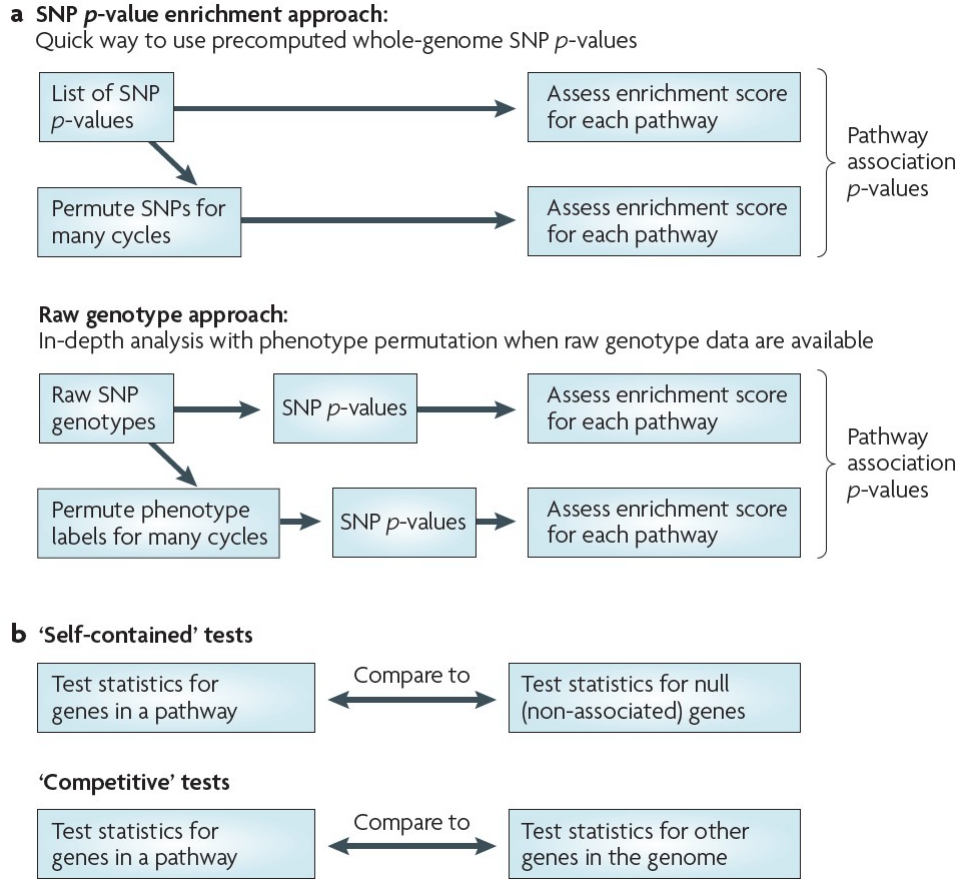 a SNP p-value enrichment approach:
Quick way to use precomputed whole-genome SNP p-values
List of SNP
p-values
Assess enrichment score
for each pathway
Permute SNPs for
many cycles
Assess enrichment score
for each pathway
Pathway
association
p-values
Raw genotype approach:
In-depth analysis with phenotype permutation when raw genotype data are available
Raw SNP
genotypes
SNP p-values
Assess enrichment score
for each pathway
Permute phenotype
labels for many cycles
SNP p-values
Assess enrichment score
for each pathway
Pathway
association
p-values
b ‘Self-contained’ tests
Test statistics for
genes in a pathway
Compare to
Test statistics for null
(non-associated) genes
‘Competitive’ tests
Test statistics for
genes in a pathway
Compare to
Test statistics for other
genes in the genome